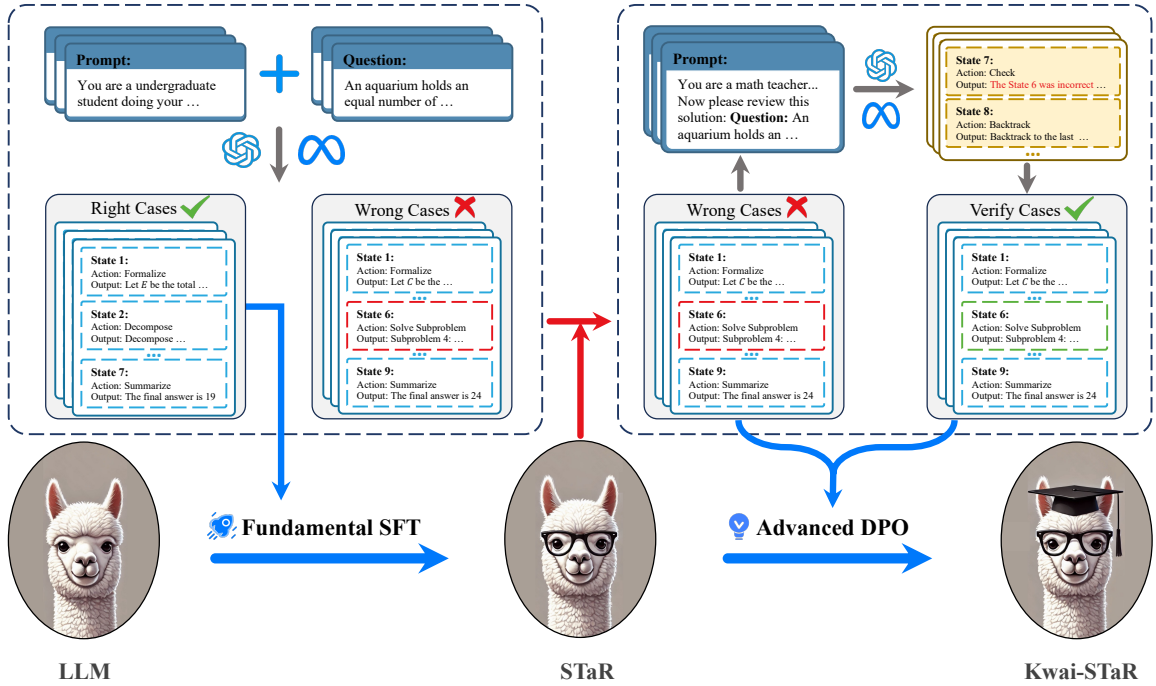 Prompt:
You are a undergraduate
student doing your …
Question:
An aquarium holds an
equal number of …
Right Cases
State 1:
Action: Formalize
Output: Let E be the total …
State 2:
Action: Decompose
Output: Decompose …
...
State 7:
Action: Summarize
Output: The final answer is 19
Wrong Cases
State 1:
Action: Formalize
Output: Let C be the …
...
State 6:
Action: Solve Subproblem
Output: Subproblem 4: …
...
State 9:
Action: Summarize
Output: The final answer is 24
Prompt:
You are a math teacher...
Now please review this
solution: Question: An
aquarium holds an …
State 7:
Action: Check
Output: The State 6 was incorrect …
State 8:
Action: Backtrack
Output: Backtrack to the last …
...
Wrong Cases
State 1:
Action: Formalize
Output: Let C be the …
...
State 6:
Action: Solve Subproblem
Output: Subproblem 4: …
...
State 9:
Action: Summarize
Output: The final answer is 24
Verify Cases
State 1:
Action: Formalize
Output: Let C be the …
...
State 6:
Action: Solve Subproblem
Output: Subproblem 4: …
...
State 9:
Action: Summarize
Output: The final answer is 24
Fundamental SFT
Advanced DPO
LLM
STaR
Kwai-STaR